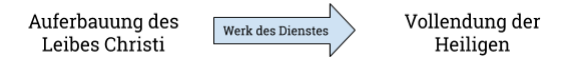 Auferbauung des
Leibes Christi
Werk des Dienstes
Vollendung der
Heiligen